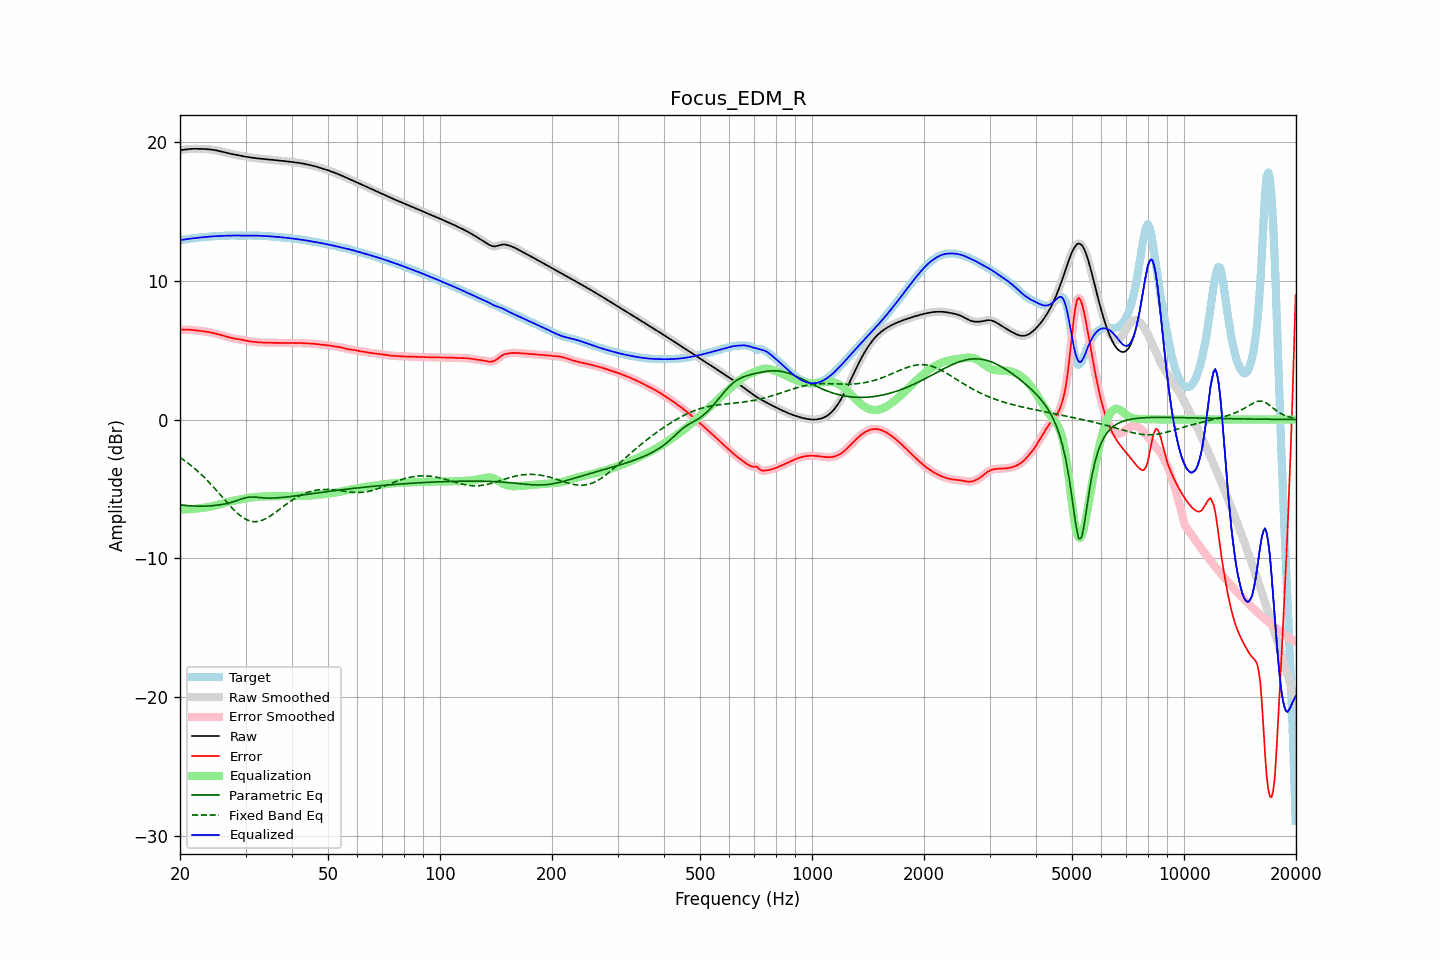 Focus_EDM_R
Amplitude (dBr)
20
10
0
−10
−20
−30
Target
Raw Smoothed
Error Smoothed
Raw
Error
Equalization
Parametric Eq
Fixed Band Eq
Equalized
20 50 100 200 500 1000 2000 5000 10000 20000
Frequency (Hz)